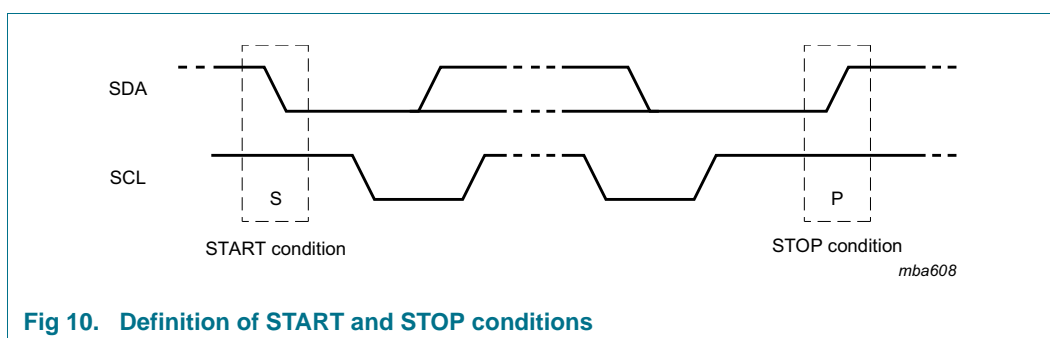 SDA
SCL
S
P
START condition
STOP condition
mba608
Fig 10. Definition of START and STOP conditions